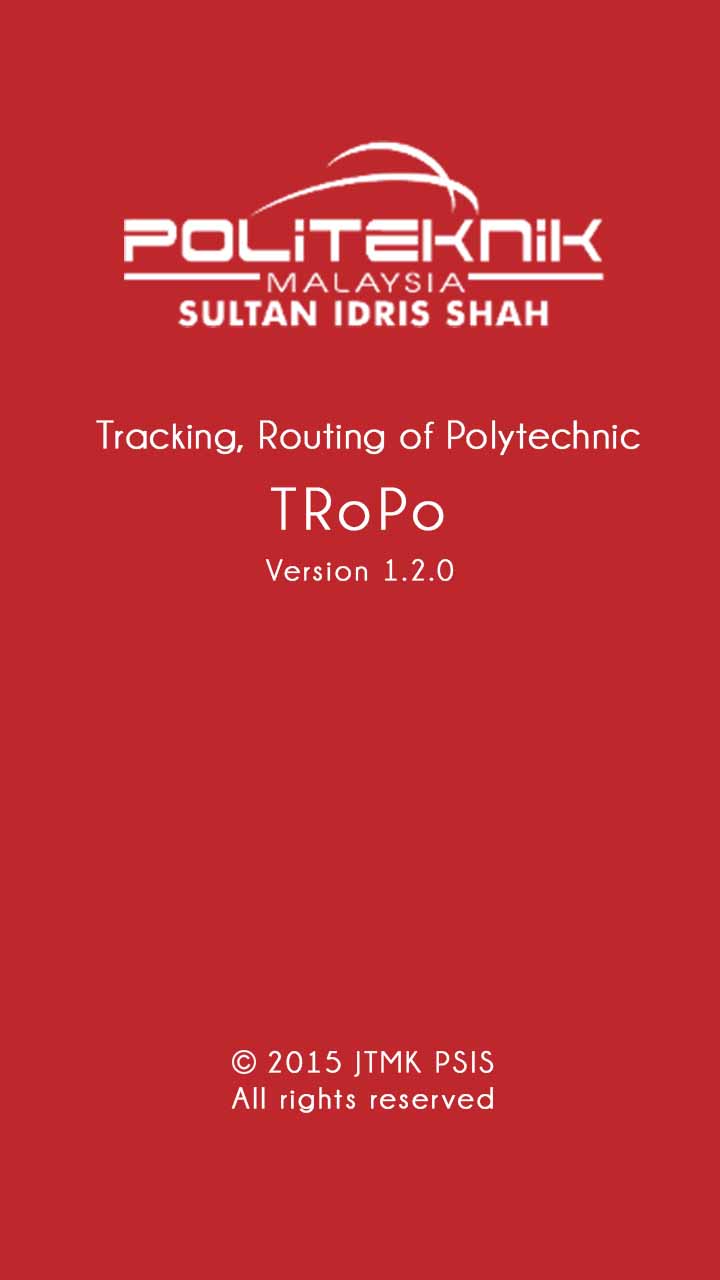 POLITEKNIK
MALAYSIA
SULTAN IDRIS SHAH
Tracking, Routing of Polytechnic
TRoPo
Version 1.2.0
© 2015 JTMK PSIS
All rights reserved